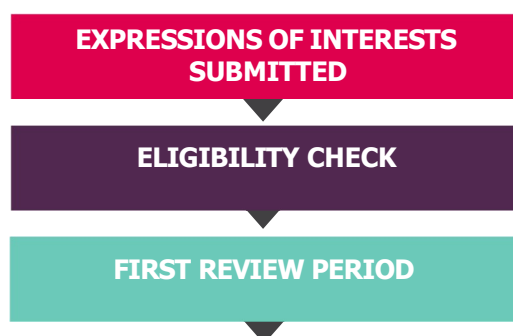 EXPRESSIONS OF INTERESTS
SUBMITTED
ELIGIBILITY CHECK
FIRST REVIEW PERIOD